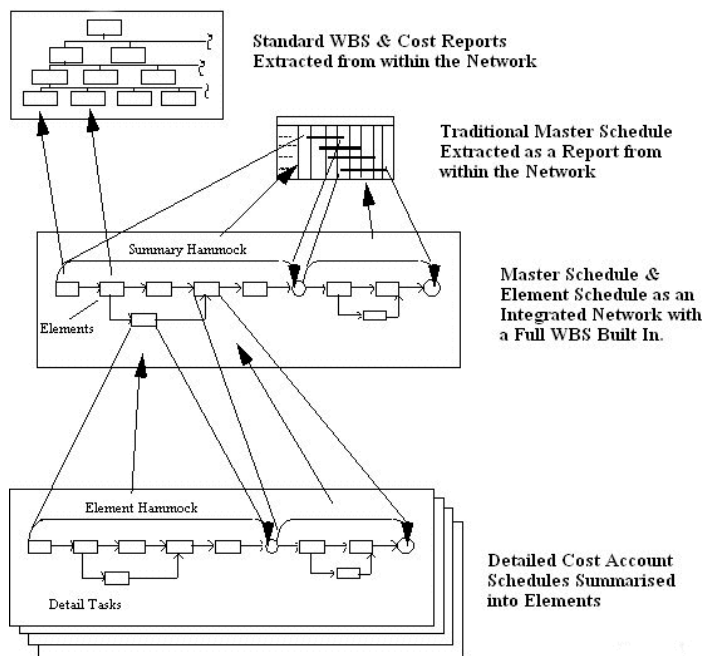 Standard WBS & Cost Reports
Extracted from within the Network
Traditional Master Schedule
Extracted as a Report from
within the Network
Summary Hammock
Elements
Master Schedule &
Element Schedule as an
Integrated Network with
a Full WBS Built In.
Element Hammock
Detail Tasks
Detailed Cost Account
Schedules Summarised
into Elements